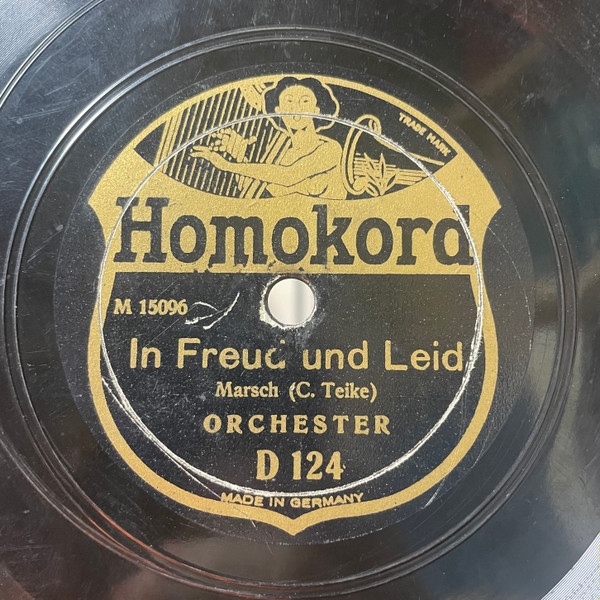 TRADE MARK
Homokord
M 15096
In Freud und Leid
Marsch (C. Teike)
ORCHESTER
D 124
MADE IN GERMANY